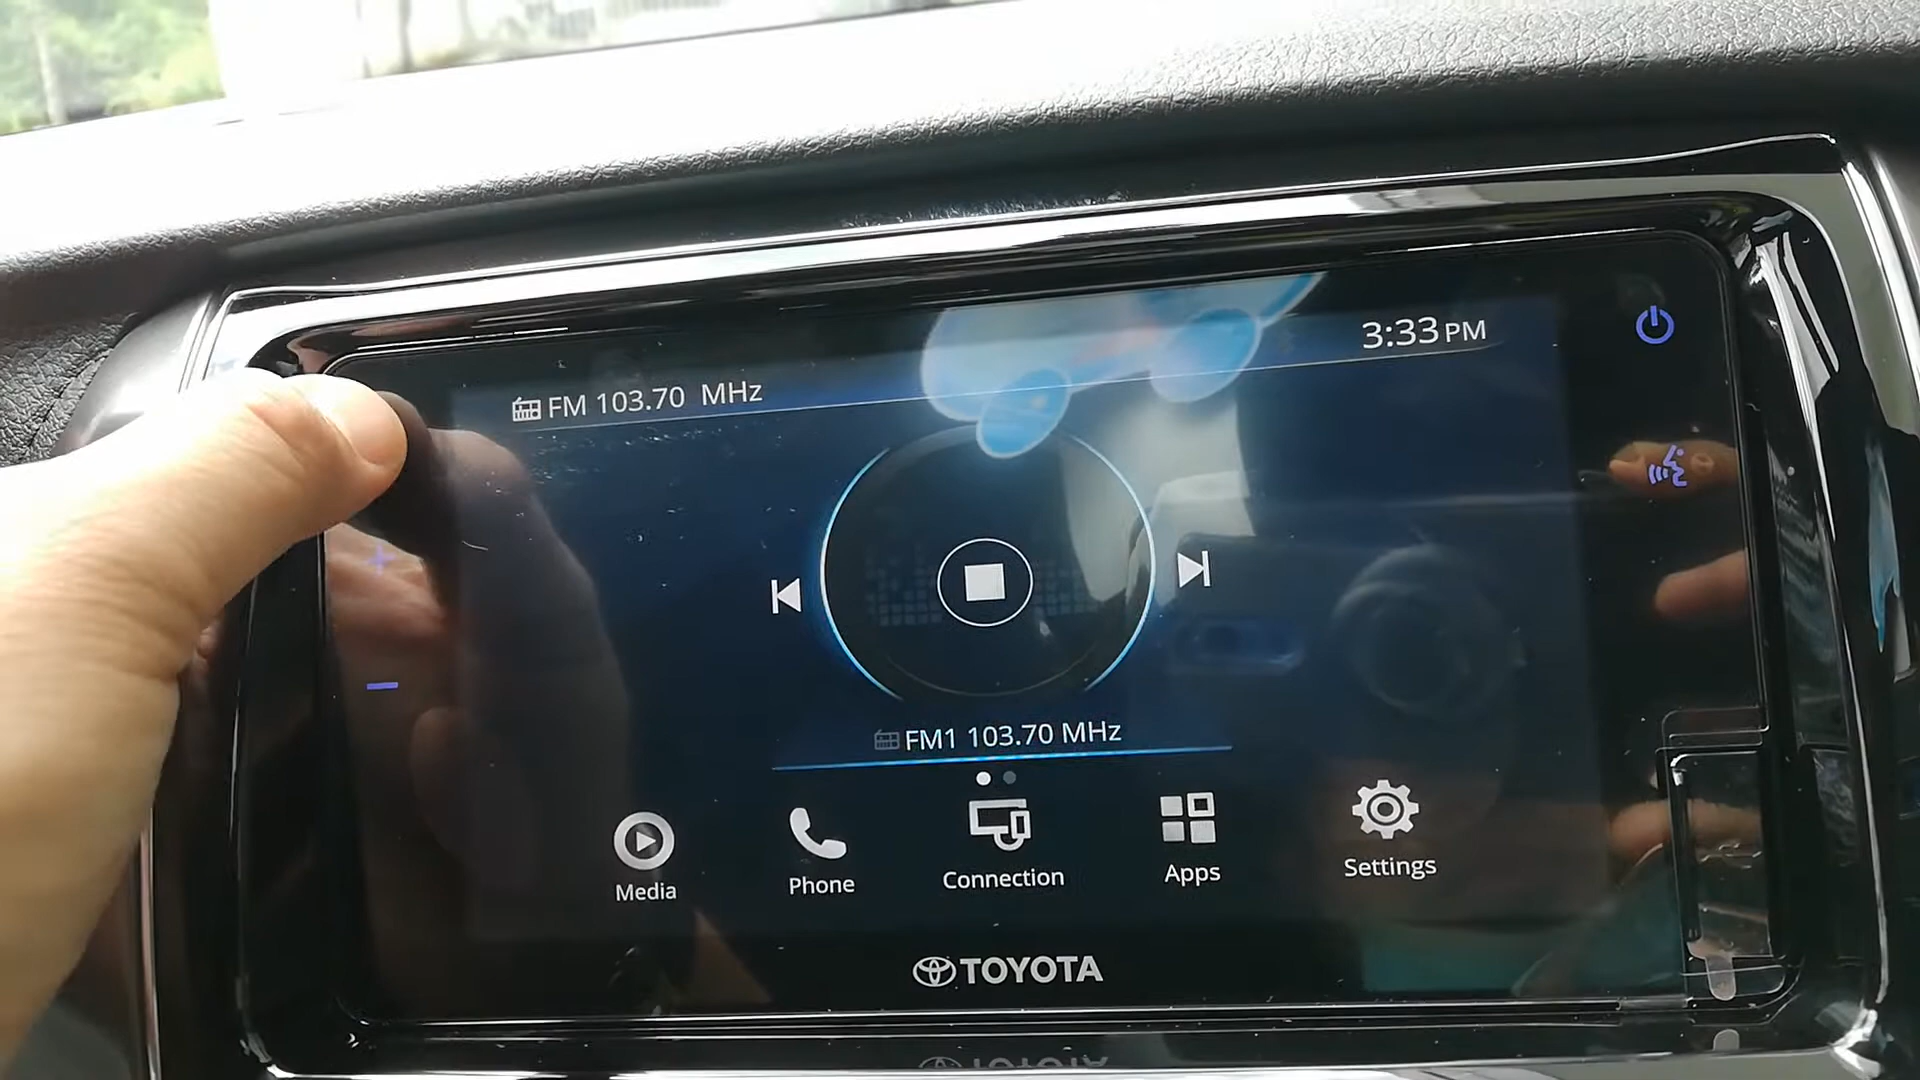 FM 103.70 MHz
3:33 PM
FM1 103.70 MHz
Media
Phone
Connection
Apps
Settings
TOYOTA